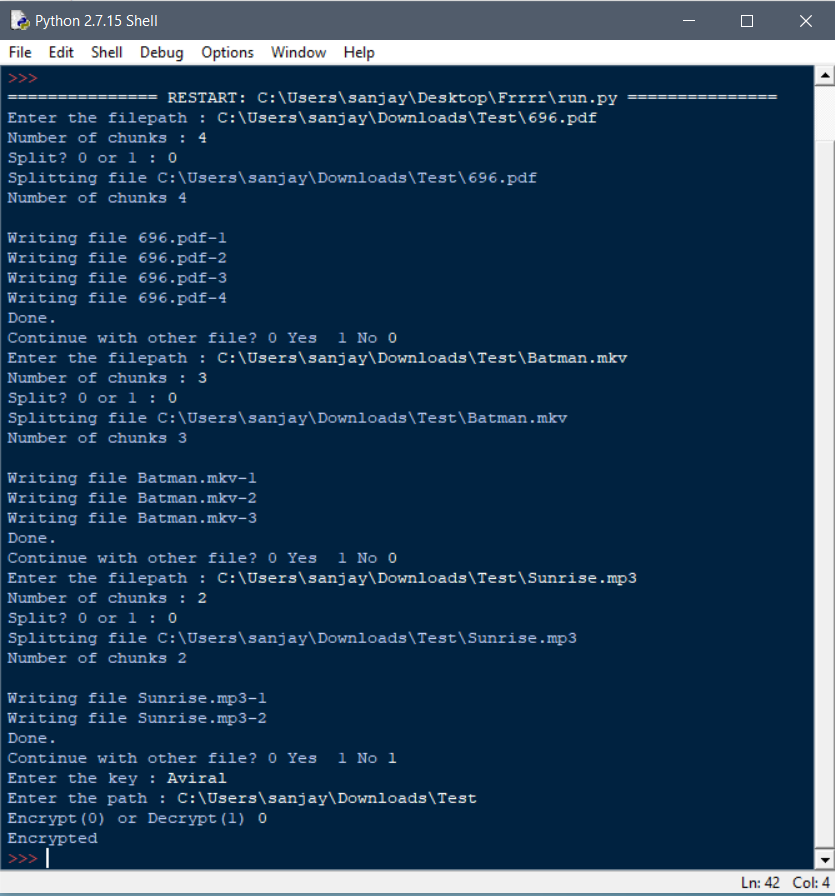 Python 2.7.15 Shell
File Edit Shell Debug Options Window Help
>>>
=============== RESTART: C:\Users\sanjay\Desktop\Frrrr\run.py ===============
Enter the filepath : C:\Users\sanjay\Downloads\Test\696.pdf
Number of chunks : 4
Split? 0 or 1 : 0
Splitting file C:\Users\sanjay\Downloads\Test\696.pdf
Number of chunks 4
Writing file 696.pdf-1
Writing file 696.pdf-2
Writing file 696.pdf-3
Writing file 696.pdf-4
Done.
Continue with other file? 0 Yes  1 No 0
Enter the filepath : C:\Users\sanjay\Downloads\Test\Batman.mkv
Number of chunks : 3
Split? 0 or 1 : 0
Splitting file C:\Users\sanjay\Downloads\Test\Batman.mkv
Number of chunks 3
Writing file Batman.mkv-1
Writing file Batman.mkv-2
Writing file Batman.mkv-3
Done.
Continue with other file? 0 Yes  1 No 0
Enter the filepath : C:\Users\sanjay\Downloads\Test\Sunrise.mp3
Number of chunks : 2
Split? 0 or 1 : 0
Splitting file C:\Users\sanjay\Downloads\Test\Sunrise.mp3
Number of chunks 2
Writing file Sunrise.mp3-1
Writing file Sunrise.mp3-2
Done.
Continue with other file? 0 Yes  1 No 1
Enter the key : Aviral
Enter the path : C:\Users\sanjay\Downloads\Test
Encrypt(0) or Decrypt(1) 0
Encrypted
>>>
Ln: 42 Col: 4